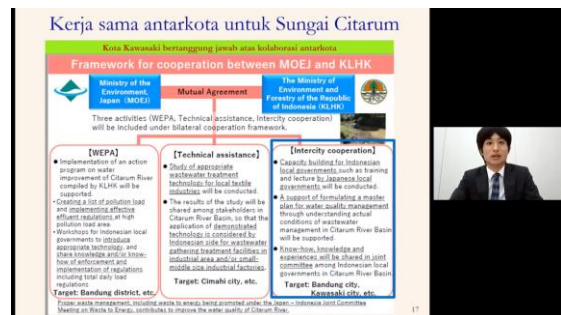 Kerja sama antarkota untuk Sungai Citarum
Kota Kawasaki bertanggung jawab atas kolaborasi antarkota
Framework for cooperation between MOEJ and KLHK
Ministry of the
Environment,
Japan (MOEJ)
Mutual Agreement
The Ministry of
Environment and
Forestry of the Republic
of Indonesia (KLHK)
Three activities (WEPA, Technical assistance, Intercity cooperation)
will be included under bilateral cooperation framework.
【WEPA】
● Implementation of an action
program on water
improvement of Citarum River
compiled by KLHK will be
supported.
・Creating a list of pollution load
and implementing effective
effluent regulations at high
pollution load area.
・Workshops for Indonesian local
governments to introduce
appropriate technology, and
share knowledge and/or know-
how of enforcement and
implementation of regulations
including total daily load
regulations
Target: Bandung district, etc.
【Technical assistance】
● Study of appropriate
wastewater treatment
technology for local textile
industries will be conducted.
● The results of the study will be
shared among stakeholders in
Citarum River Basin, so that the
application of demonstrated
technology is considered by
Indonesian side for wastewater
gathering treatment facilities in
industrial area and/or small-
middle size industrial factories.
Target: Cimahi city, etc.
【Intercity cooperation】
● Capacity building for Indonesian
local governments such as training
and lecture by Japanese local
governments will be conducted.
● A support of formulating a master
plan for water quality management
through understanding actual
conditions of wastewater
management in Citarum River Basin
will be supported.
● Know-how, knowledge and
experiences will be shared in joint
committee among Indonesian local
governments in Citarum River Basin
Target: Bandung city,
Kawasaki city, etc.
Proper waste management, including waste to energy being promoted under the Japan – Indonesia Joint Committee
Meeting on Waste to Energy, contributes to improve the water quality of Citarum River.
17